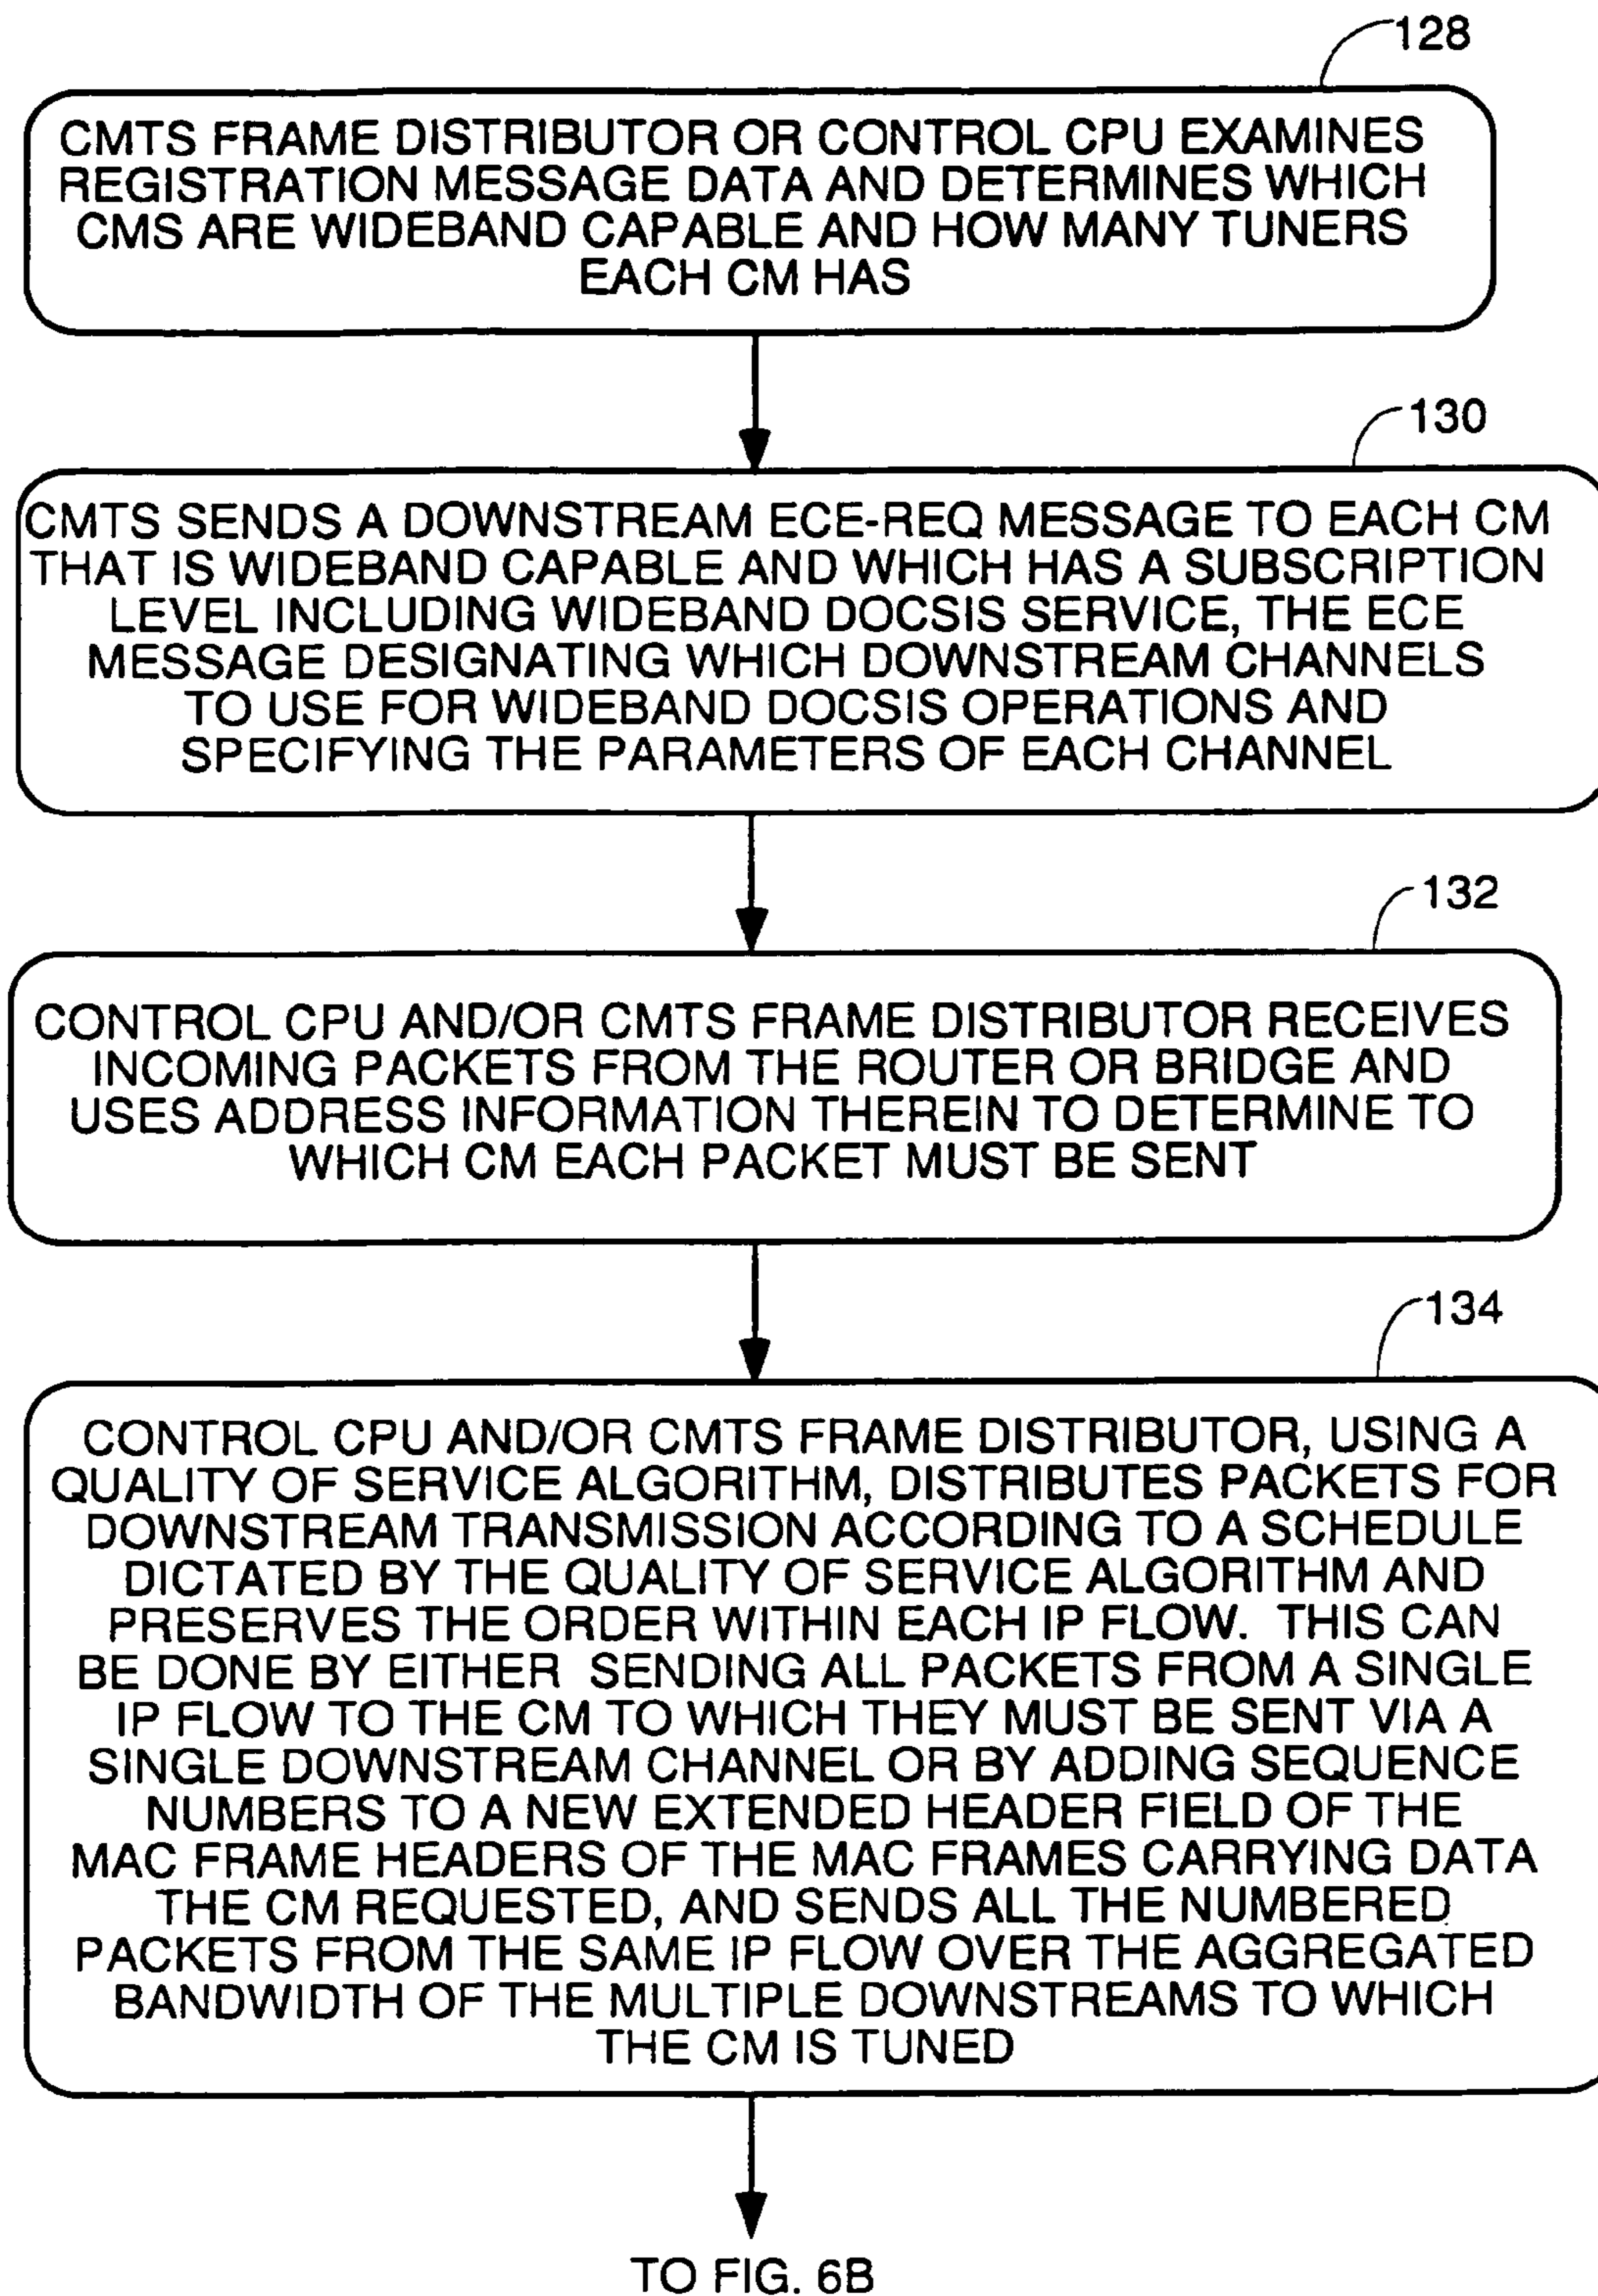 128
CMTS FRAME DISTRIBUTOR OR CONTROL CPU EXAMINES
REGISTRATION MESSAGE DATA AND DETERMINES WHICH
CMS ARE WIDEBAND CAPABLE AND HOW MANY TUNERS
EACH CM HAS
130
CMTS SENDS A DOWNSTREAM ECE-REQ MESSAGE TO EACH CM
THAT IS WIDEBAND CAPABLE AND WHICH HAS A SUBSCRIPTION
LEVEL INCLUDING WIDEBAND DOCSIS SERVICE, THE ECE
MESSAGE DESIGNATING WHICH DOWNSTREAM CHANNELS
TO USE FOR WIDEBAND DOCSIS OPERATIONS AND
SPECIFYING THE PARAMETERS OF EACH CHANNEL
132
CONTROL CPU AND/OR CMTS FRAME DISTRIBUTOR RECEIVES
INCOMING PACKETS FROM THE ROUTER OR BRIDGE AND
USES ADDRESS INFORMATION THEREIN TO DETERMINE TO
WHICH CM EACH PACKET MUST BE SENT
134
CONTROL CPU AND/OR CMTS FRAME DISTRIBUTOR, USING A
QUALITY OF SERVICE ALGORITHM, DISTRIBUTES PACKETS FOR
DOWNSTREAM TRANSMISSION ACCORDING TO A SCHEDULE
DICTATED BY THE QUALITY OF SERVICE ALGORITHM AND
PRESERVES THE ORDER WITHIN EACH IP FLOW. THIS CAN
BE DONE BY EITHER SENDING ALL PACKETS FROM A SINGLE
IP FLOW TO THE CM TO WHICH THEY MUST BE SENT VIA A
SINGLE DOWNSTREAM CHANNEL OR BY ADDING SEQUENCE
NUMBERS TO A NEW EXTENDED HEADER FIELD OF THE
MAC FRAME HEADERS OF THE MAC FRAMES CARRYING DATA
THE CM REQUESTED, AND SENDS ALL THE NUMBERED
PACKETS FROM THE SAME IP FLOW OVER THE AGGREGATED
BANDWIDTH OF THE MULTIPLE DOWNSTREAMS TO WHICH
THE CM IS TUNED
TO FIG. 6B